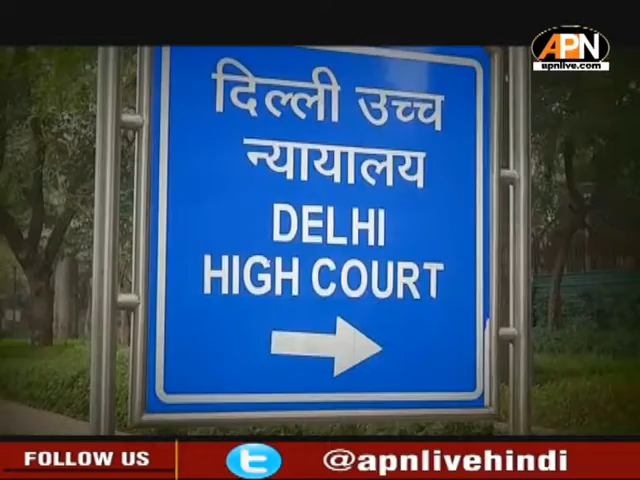 APN
apnlive.com
दिल्ली उच्च
न्यायालय
DELHI
HIGH COURT
FOLLOW US
@apnlivehindi